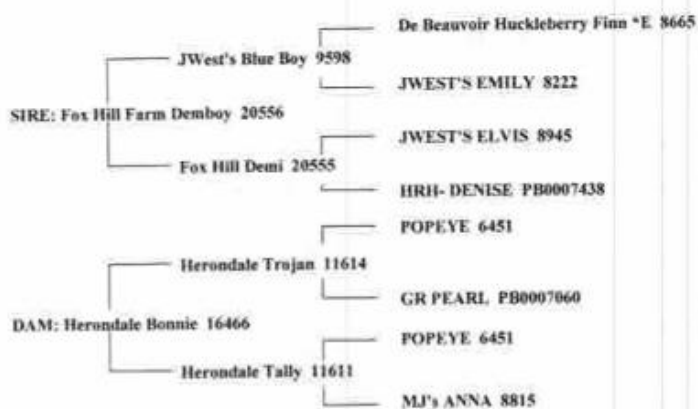 De Beauvoir Huckleberry Finn *E 8665
JWest's Blue Boy 9598
JWEST'S EMILY 8222
SIRE: Fox Hill Farm Demboy 20556
JWEST'S ELVIS 8945
Fox Hill Demi 20555
HRH- DENISE PB0007438
POPEYE 6451
Herondale Trojan 11614
GR PEARL PB0007060
DAM: Herondale Bonnie 16466
POPEYE 6451
Herondale Tally 11611
MJ's ANNA 8815